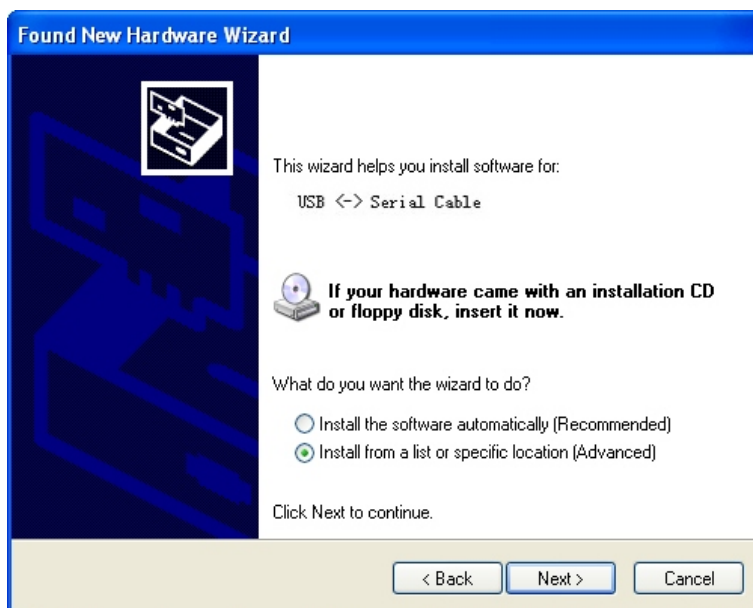 Found New Hardware Wizard
This wizard helps you install software for:
USB <-> Serial Cable
If your hardware came with an installation CD
or floppy disk, insert it now.
What do you want the wizard to do?
Install the software automatically (Recommended)
Install from a list or specific location (Advanced)
Click Next to continue.
< Back Next > Cancel